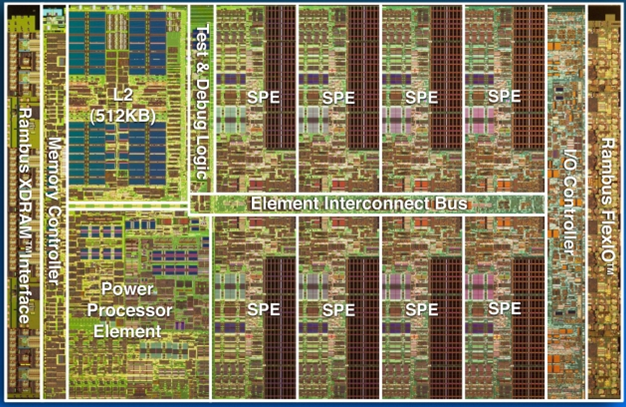 Rambus XDRAM™ Interface
Memory Controller
L2
(512KB)
Test & Debug Logic
SPE
SPE
SPE
SPE
I/O Controller
Rambus FlexIO™
Element Interconnect Bus
Power
Processor
Element
SPE
SPE
SPE
SPE